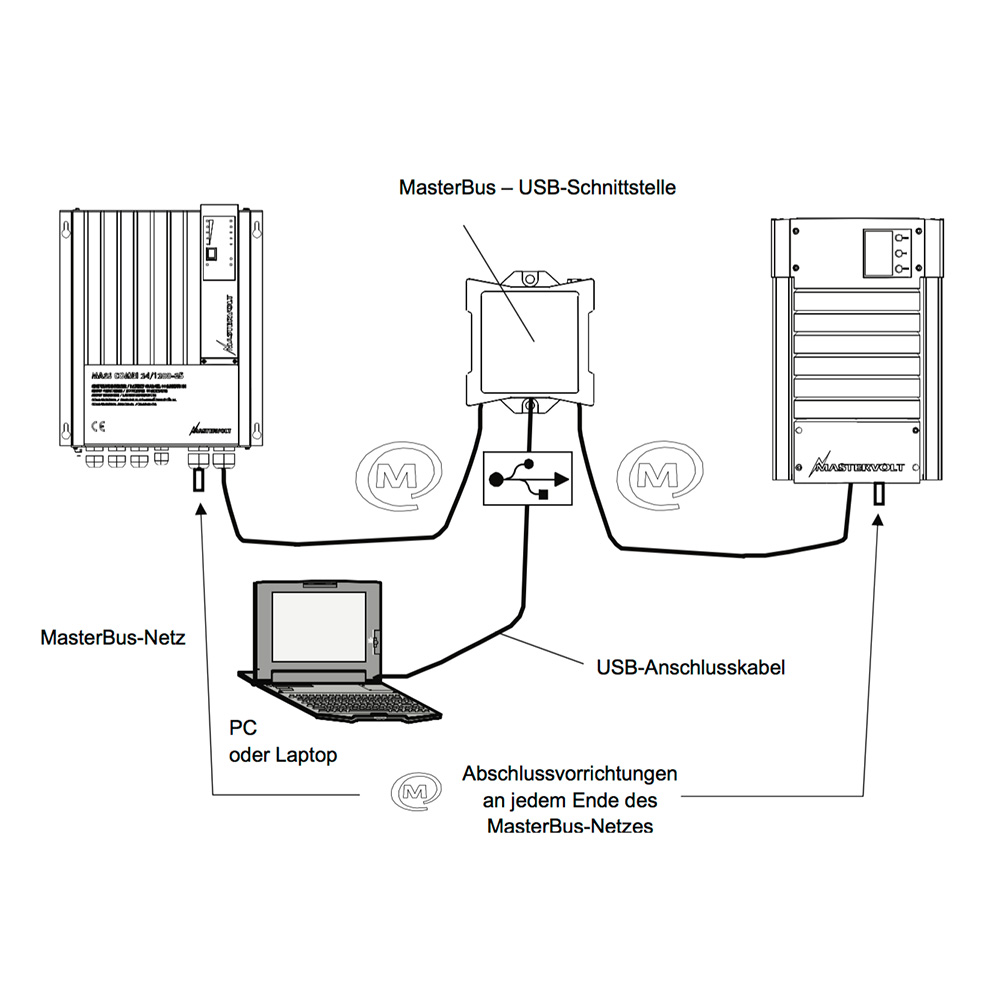 MasterBus – USB-Schnittstelle
MASTERVOLT
MASS COMBI 24/1200-35
CE
MASTERVOLT
MASTERVOLT
M
M
MasterBus-Netz
USB-Anschlusskabel
PC
oder Laptop
M
Abschlussvorrichtungen
an jedem Ende des
MasterBus-Netzes